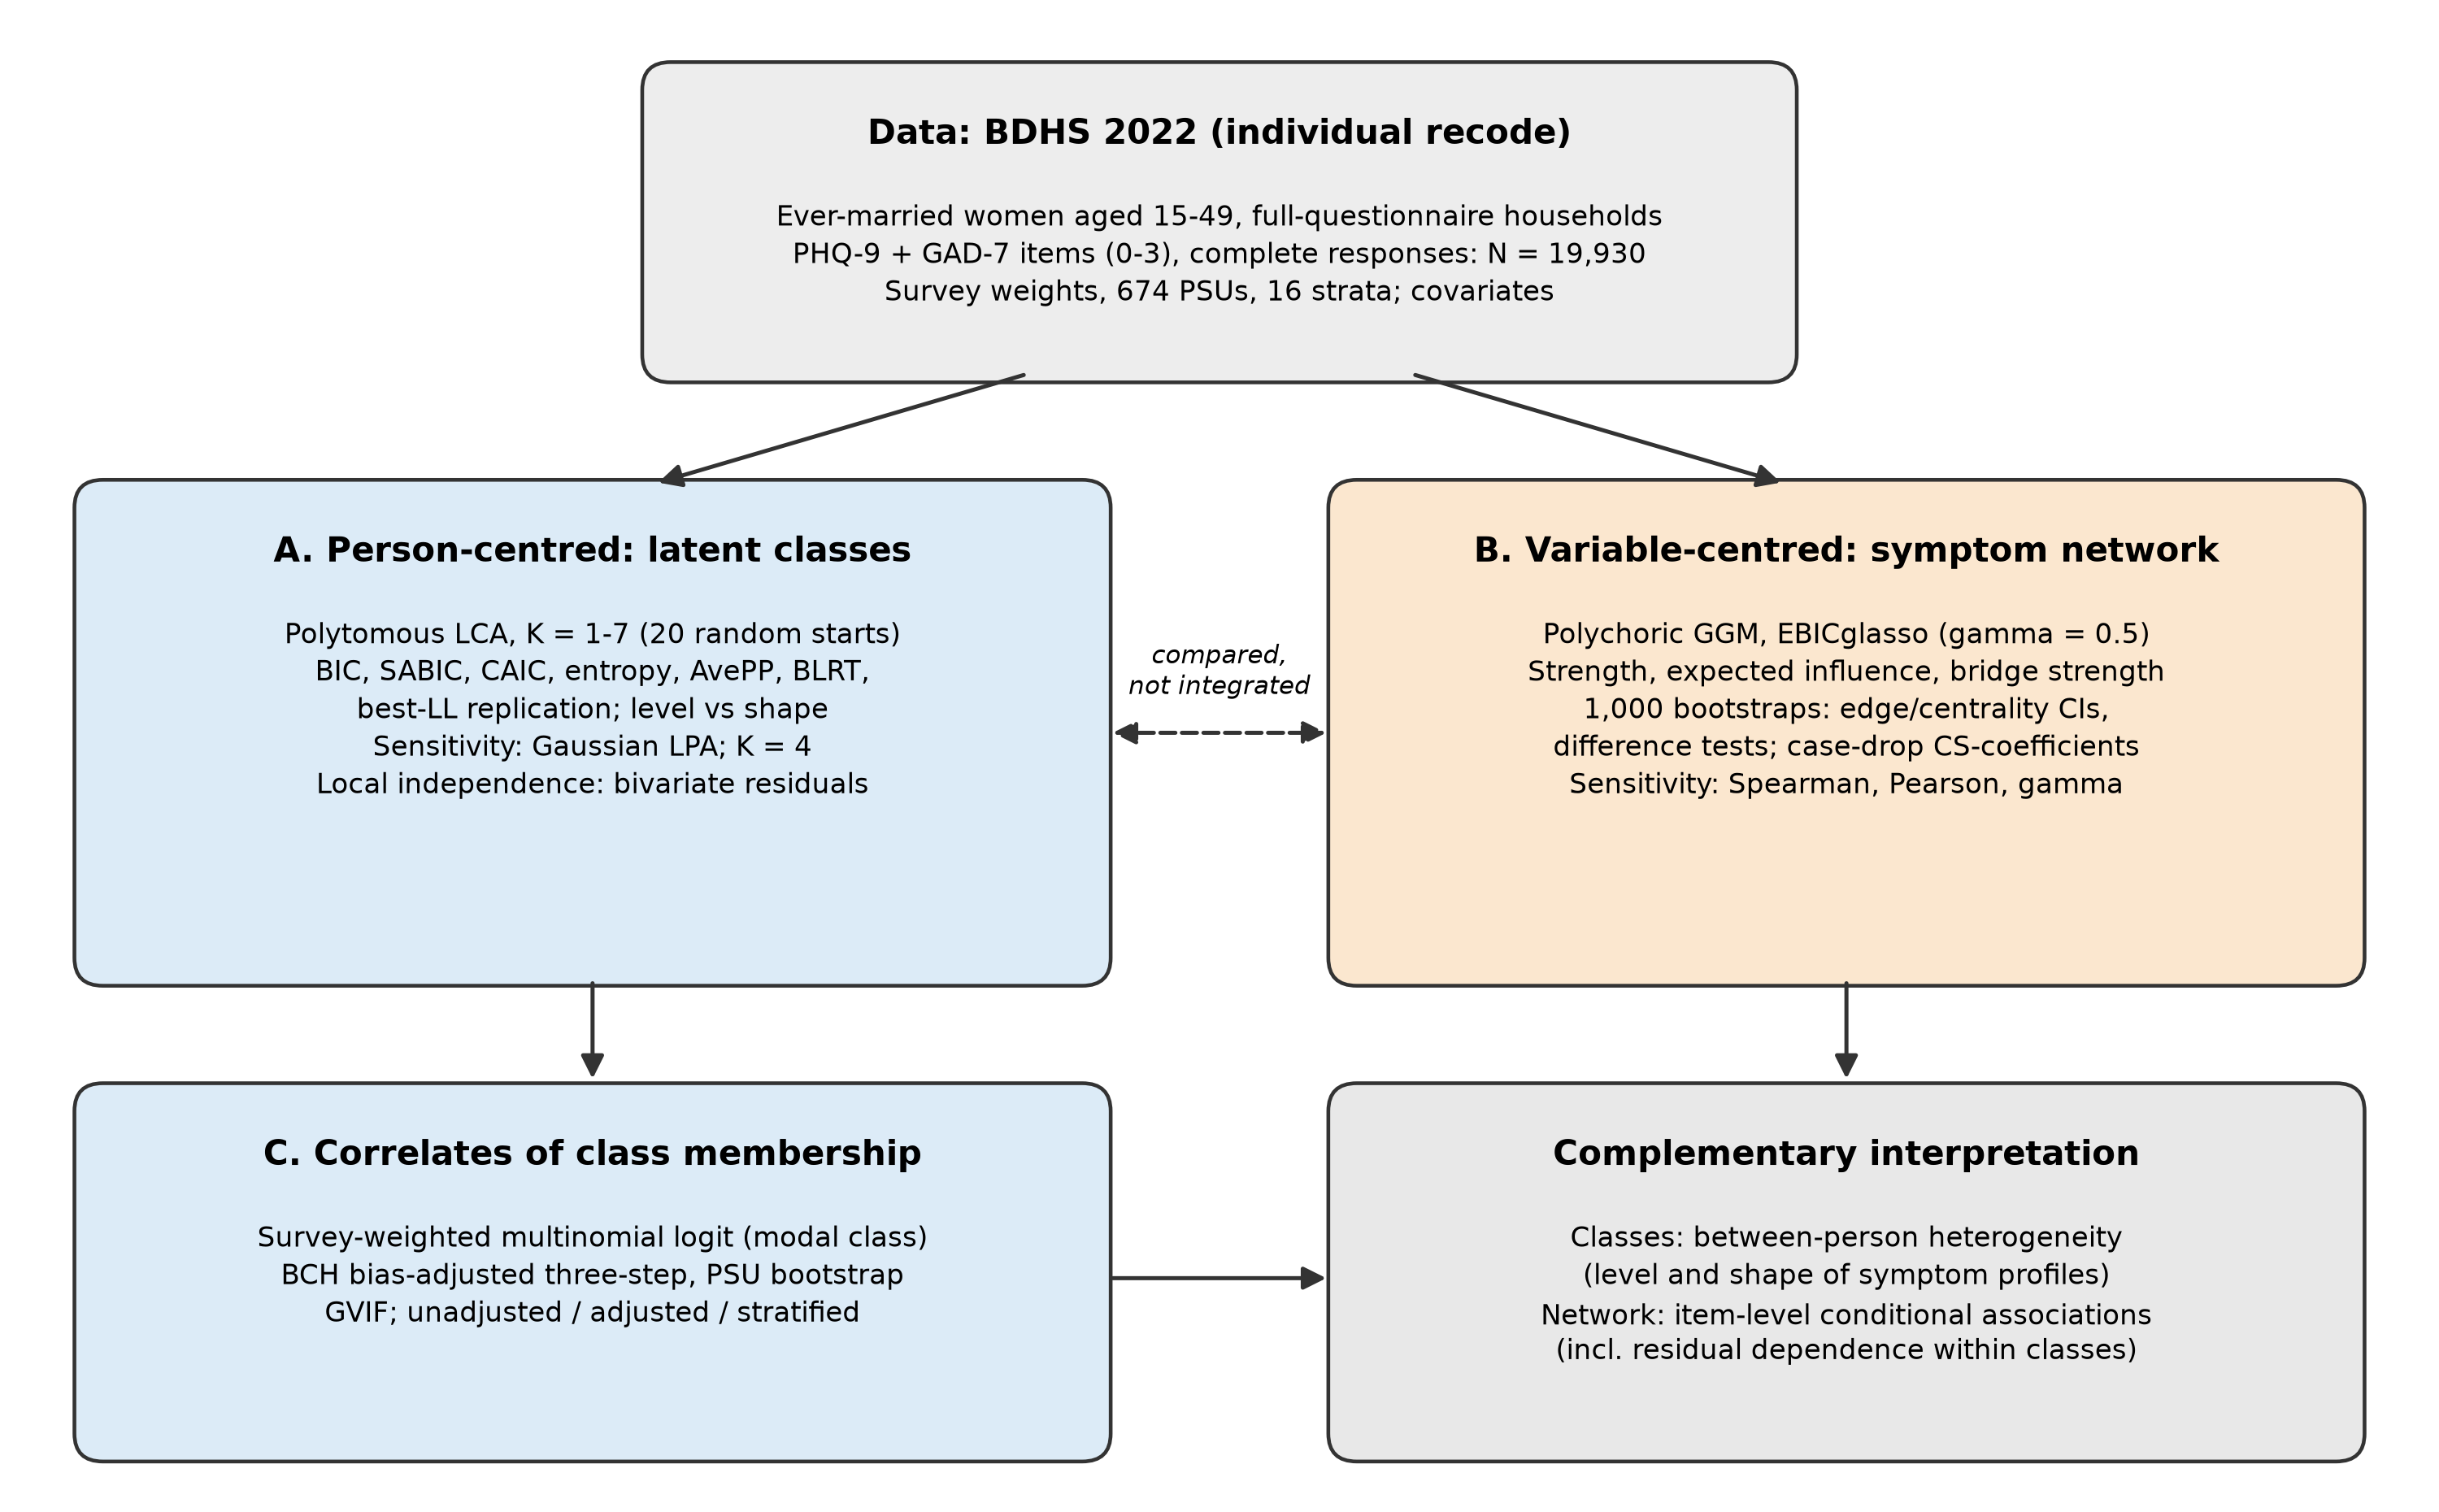 Data: BDHS 2022 (individual recode)
Ever-married women aged 15-49, full-questionnaire households
PHQ-9 + GAD-7 items (0-3), complete responses: N = 19,930
Survey weights, 674 PSUs, 16 strata; covariates
A. Person-centred: latent classes
Polytomous LCA, K = 1-7 (20 random starts)
BIC, SABIC, CAIC, entropy, AvePP, BLRT,
best-LL replication; level vs shape
Sensitivity: Gaussian LPA; K = 4
Local independence: bivariate residuals
compared,
not integrated
B. Variable-centred: symptom network
Polychoric GGM, EBICglasso (gamma = 0.5)
Strength, expected influence, bridge strength
1,000 bootstraps: edge/centrality CIs,
difference tests; case-drop CS-coefficients
Sensitivity: Spearman, Pearson, gamma
C. Correlates of class membership
Survey-weighted multinomial logit (modal class)
BCH bias-adjusted three-step, PSU bootstrap
GVIF; unadjusted / adjusted / stratified
Complementary interpretation
Classes: between-person heterogeneity
(level and shape of symptom profiles)
Network: item-level conditional associations
(incl. residual dependence within classes)